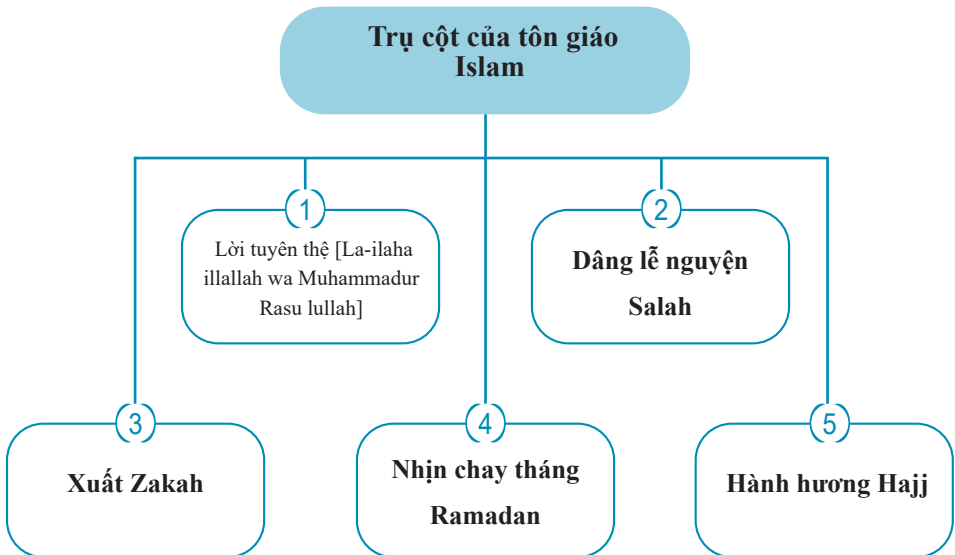 Trụ cột của tôn giáo
Islam
1
Lời tuyên thệ [La-ilaha
illallah wa Muhammadur
Rasu lullah]
2
Dâng lễ nguyện
Salah
3
Xuất Zakah
4
Nhịn chay tháng
Ramadan
5
Hành hương Hajj